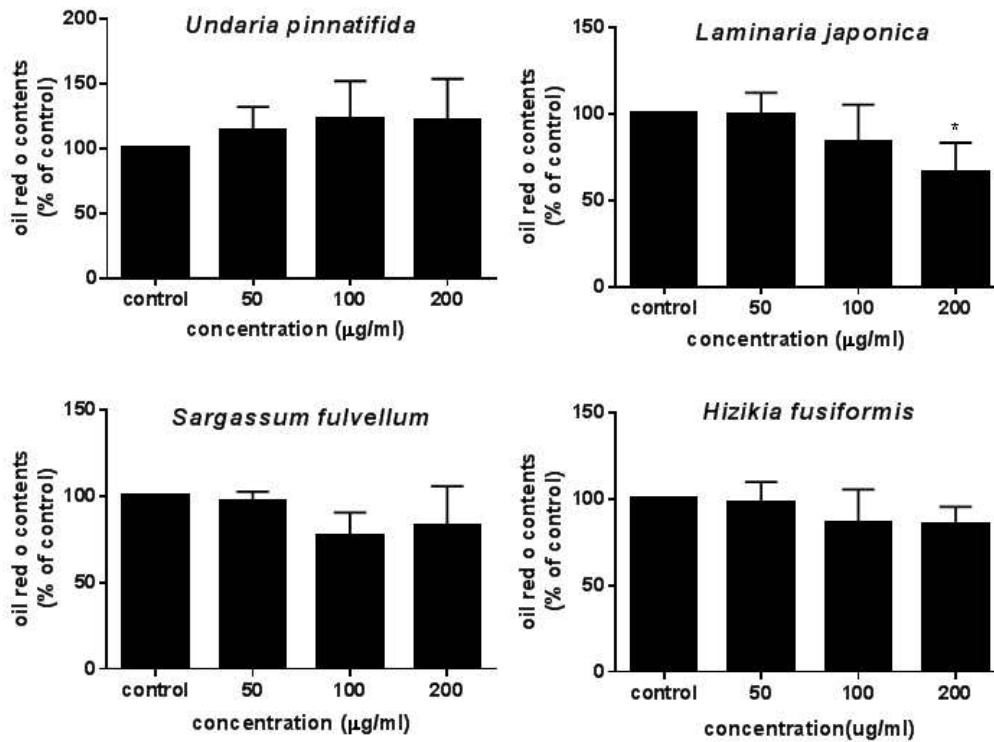 Undaria pinnatifida
oil red o contents
(% of control)
200
150
100
50
0
control 50 100 200
concentration (μg/ml)
Laminaria japonica
oil red o contents
(% of control)
150
100
50
0
*
control 50 100 200
concentration (μg/ml)
Sargassum fulvellum
oil red o contents
(% of control)
150
100
50
0
control 50 100 200
concentration (μg/ml)
Hizikia fusiformis
oil red o contents
(% of control)
150
100
50
0
control 50 100 200
concentration(ug/ml)